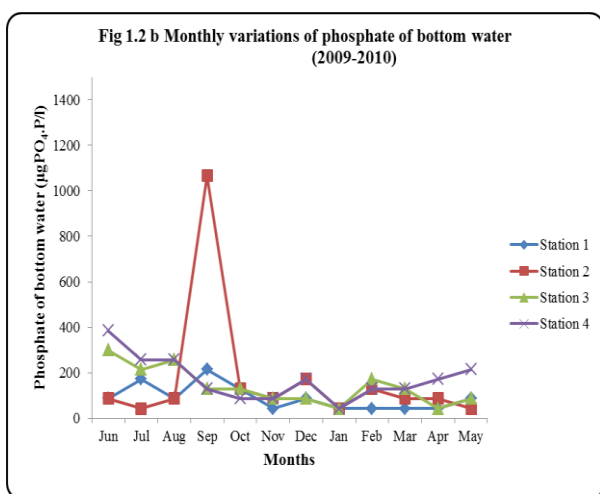 Fig 1.2 b Monthly variations of phosphate of bottom water
(2009-2010)
Phosphate of bottom water (µgPO₄.P/l)
1400
1200
1000
800
600
400
200
0
Jun Jul Aug Sep Oct Nov Dec Jan Feb Mar Apr May
Months
Station 1
Station 2
Station 3
Station 4